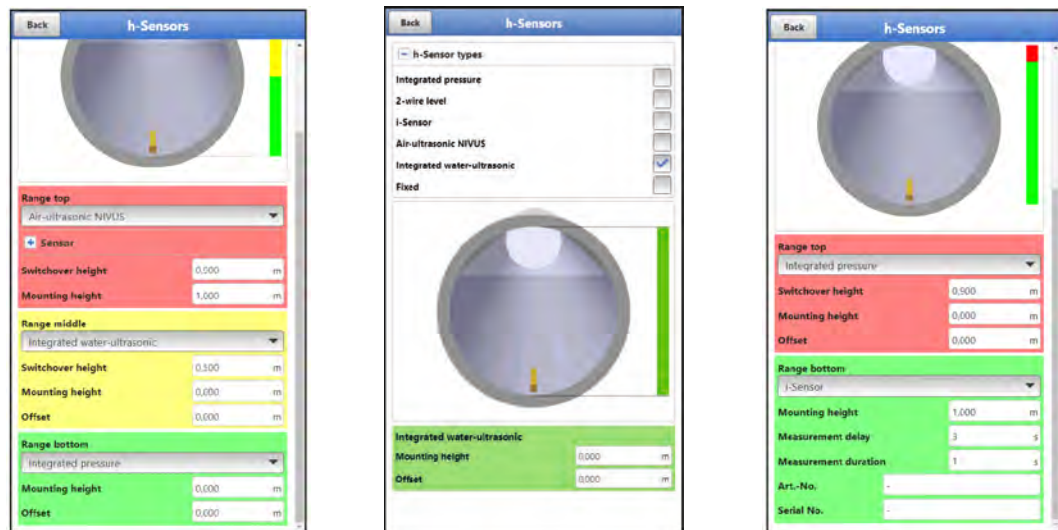 Back h-Sensors
Range top
Air-ultrasonic NIVUS
Sensor
Switchover height 0,900 m
Mounting height 1,000 m
Range middle
Integrated water-ultrasonic
Switchover height 0,500 m
Mounting height 0,000 m
Offset 0,000 m
Range bottom
Integrated pressure
Mounting height 0,000 m
Offset 0,000 m
Back h-Sensors
h-Sensor types
Integrated pressure
2-wire level
i-Sensor
Air-ultrasonic NIVUS
Integrated water-ultrasonic
Fixed
Integrated water-ultrasonic
Mounting height 0,000 m
Offset 0,000 m
Back h-Sensors
Range top
Integrated pressure
Switchover height 0,900 m
Mounting height 0,000 m
Offset 0,000 m
Range bottom
i-Sensor
Mounting height 1,000 m
Measurement delay 3 s
Measurement duration 1 s
Art.-No. -
Serial No. -